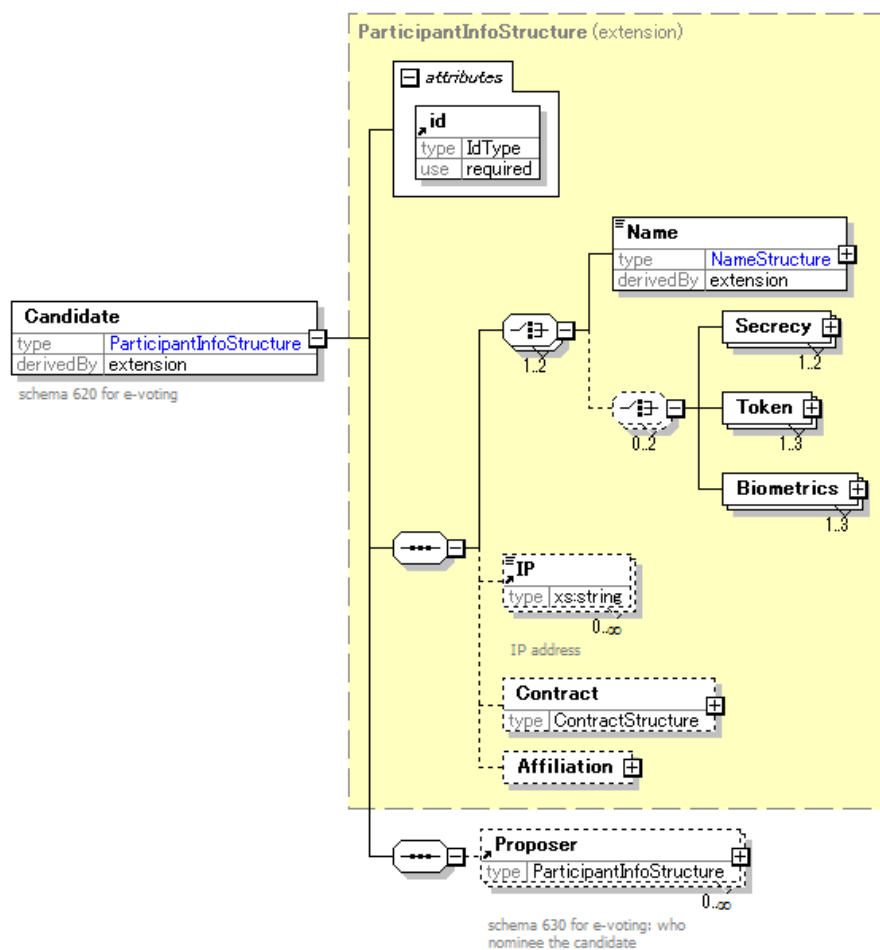 ParticipantInfoStructure (extension)
attributes
id
type IdType
use required
Name
type NameStructure
derivedBy extension
Candidate
type ParticipantInfoStructure
derivedBy extension
schema 620 for e-voting
1..2
Secrecy
1..2
0..2
Token
1..3
Biometrics
1..3
IP
type xs:string
0..∞
IP address
Contract
type ContractStructure
Affiliation
Proposer
type ParticipantInfoStructure
0..∞
schema 630 for e-voting: who
nominee the candidate